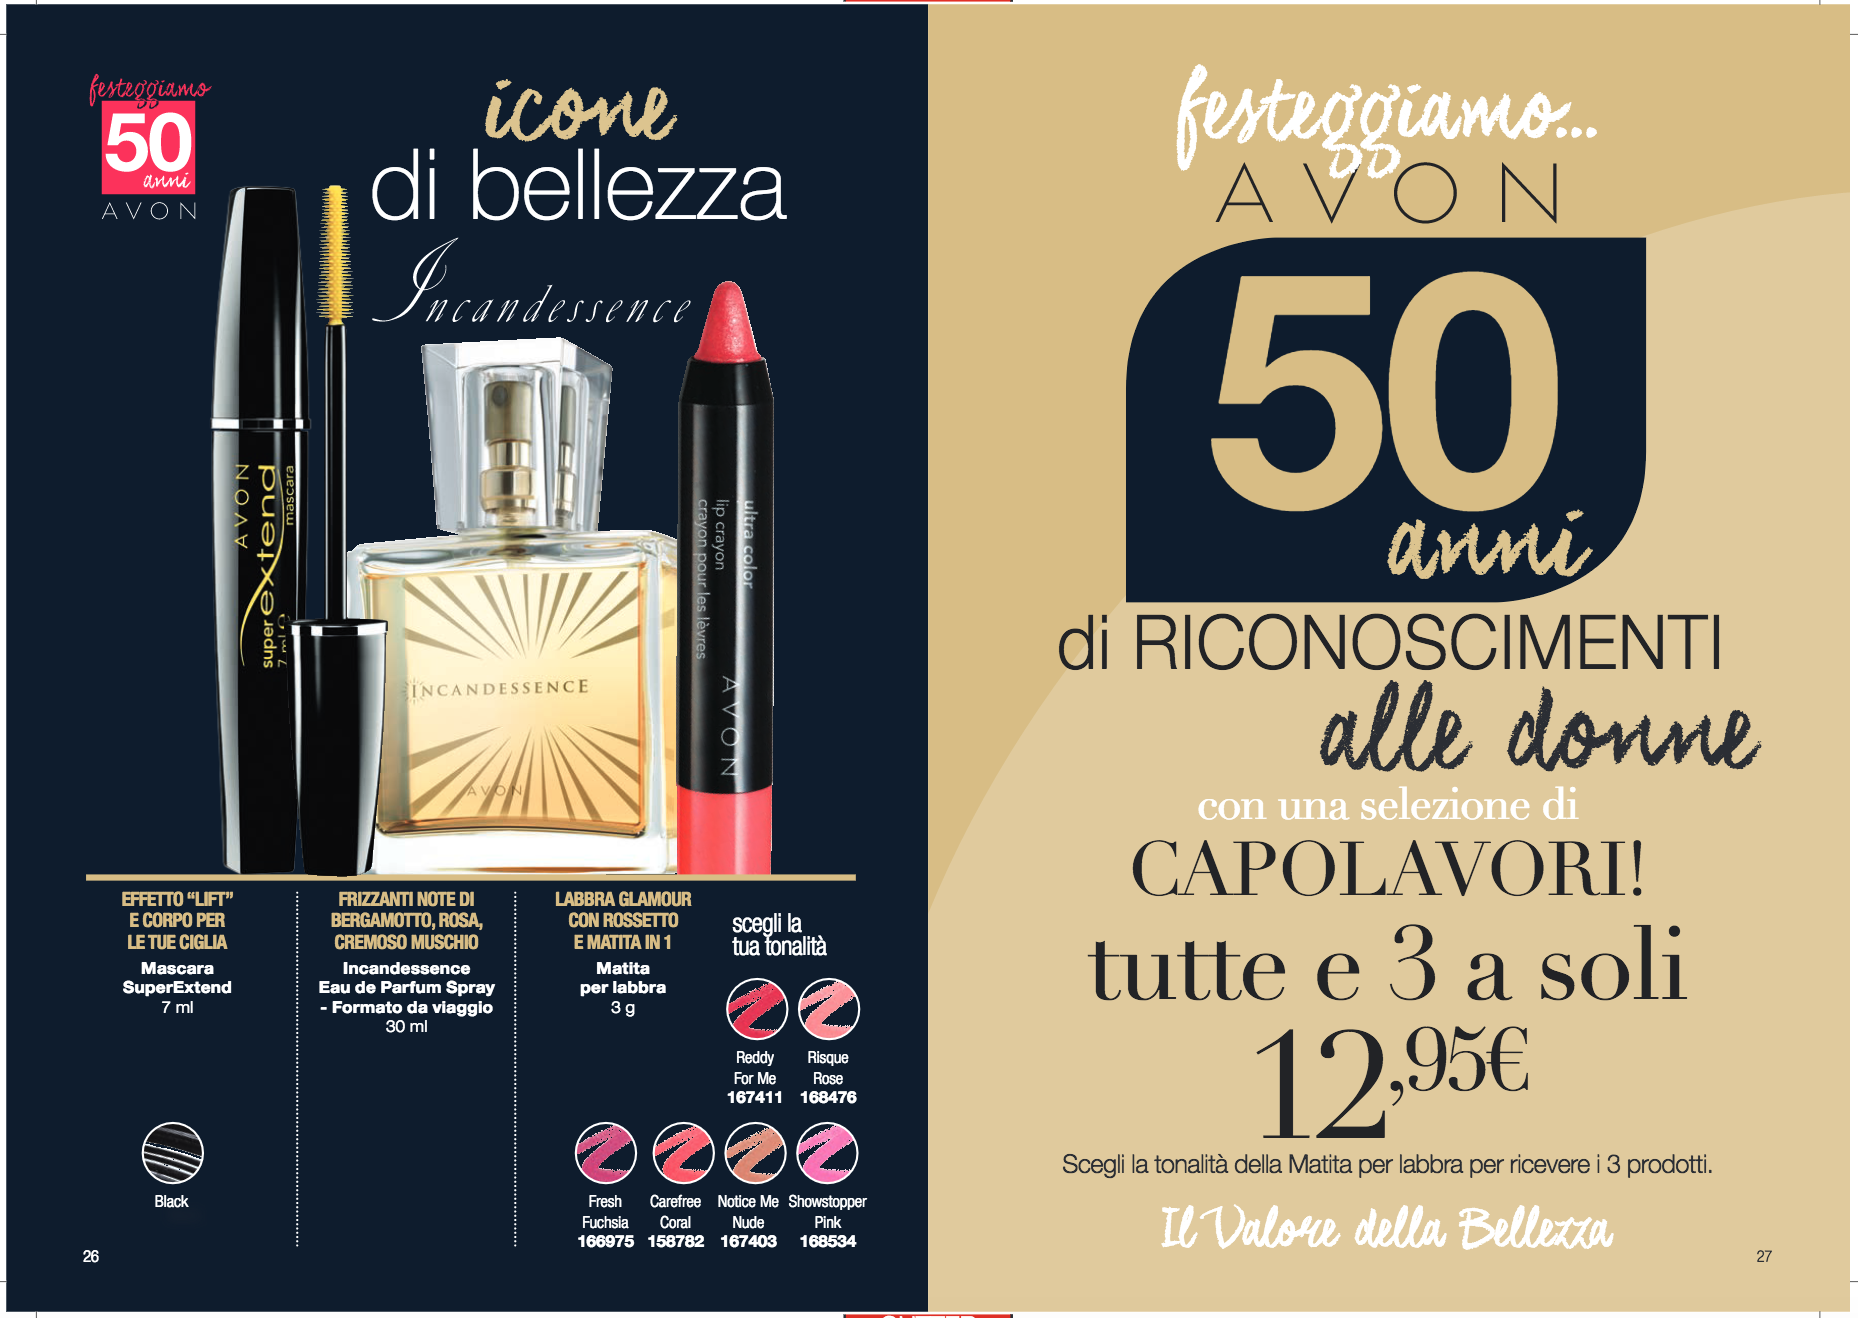 festeggiamo
50
anni
AVON
icone
di bellezza
Incandessence
AVON
superextend
mascara
7 ml
INCANDESSENCE
AVON
ultra color
lip crayon
crayon pour les lèvres
AVON
EFFETTO “LIFT”
E CORPO PER
LE TUE CIGLIA
Mascara
SuperExtend
7 ml
Black
FRIZZANTI NOTE DI
BERGAMOTTO, ROSA,
CREMOSO MUSCHIO
Incandessence
Eau de Parfum Spray
- Formato da viaggio
30 ml
LABBRA GLAMOUR
CON ROSSETTO
E MATITA IN 1
Matita
per labbra
3 g
scegli la
tua tonalità
Reddy
For Me
167411
Risque
Rose
168476
Fresh
Fuchsia
166975
Carefree
Coral
158782
Notice Me
Nude
167403
Showstopper
Pink
168534
26
festeggiamo...
AVON
50
anni
di RICONOSCIMENTI
alle donne
con una selezione di
CAPOLAVORI!
tutte e 3 a soli
12,95€
Scegli la tonalità della Matita per labbra per ricevere i 3 prodotti.
Il Valore della Bellezza
27